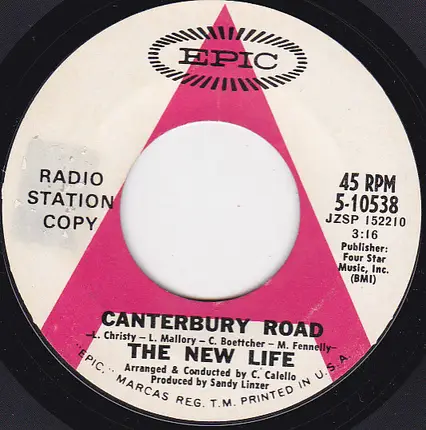 EPIC
RADIO
STATION
COPY
45 RPM
5-10538
JZSP 152210
3:16
Publisher:
Four Star
Music, Inc.
(BMI)
CANTERBURY ROAD
-L. Christy -L. Mallory -C. Boettcher -M. Fennelly-
THE NEW LIFE
Arranged & Conducted by C. Calello
Produced by Sandy Linzer
"EPIC," MARCAS REG. T.M. PRINTED IN U.S.A.